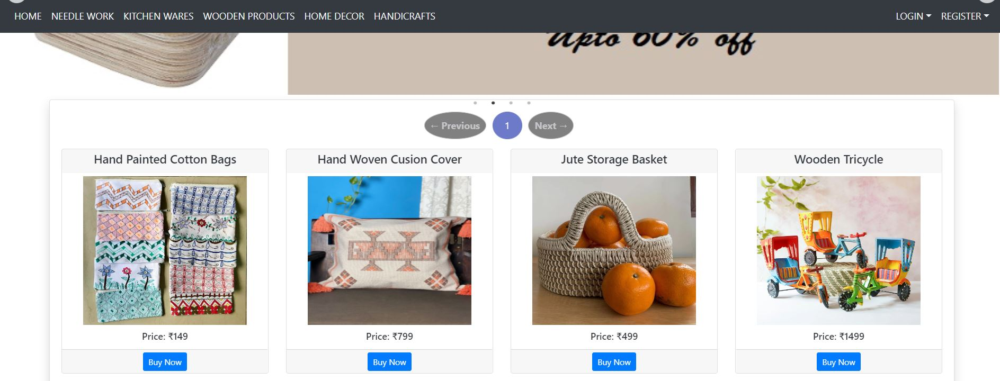 HOME NEEDLE WORK KITCHEN WARES WOODEN PRODUCTS HOME DECOR HANDICRAFTS LOGIN REGISTER
Upto 60% off
← Previous 1 Next →
Hand Painted Cotton Bags
Price: ₹149
Buy Now
Hand Woven Cusion Cover
Price: ₹799
Buy Now
Jute Storage Basket
Price: ₹499
Buy Now
Wooden Tricycle
Price: ₹1499
Buy Now